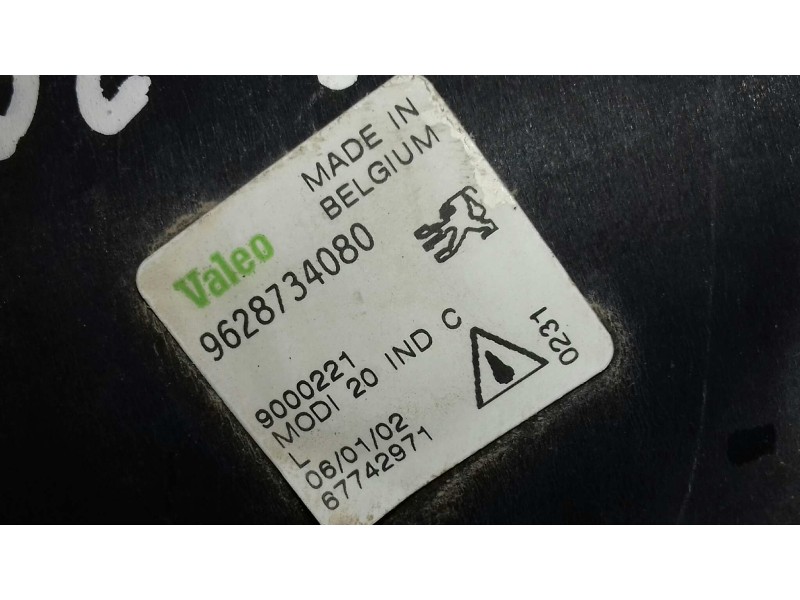 MADE IN
BELGIUM
Valeo
9628734080
9000221
MODI 20 IND C
L
06/01/02
67742971
0231